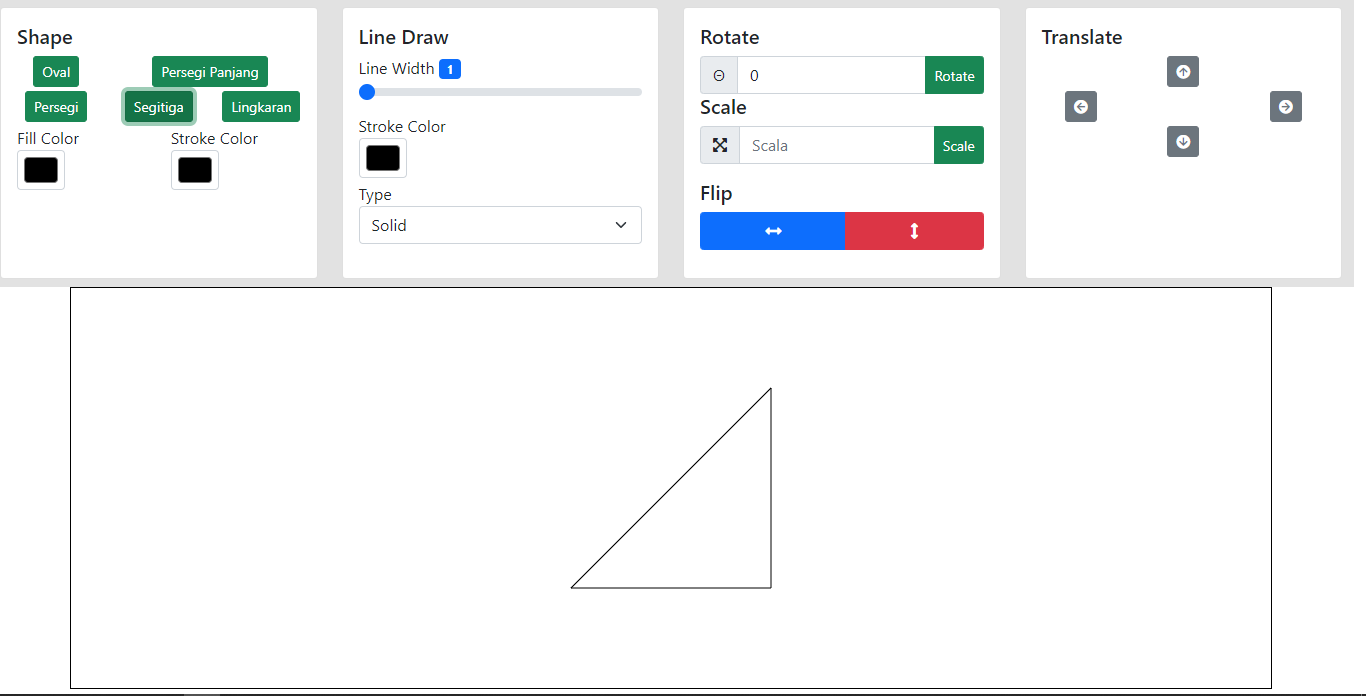 Shape
Oval
Persegi Panjang
Persegi
Segitiga
Lingkaran
Fill Color
Stroke Color
Line Draw
Line Width 1
Stroke Color
Type
Solid
Rotate
Θ 0 Rotate
Scale
Scala Scale
Flip
Translate